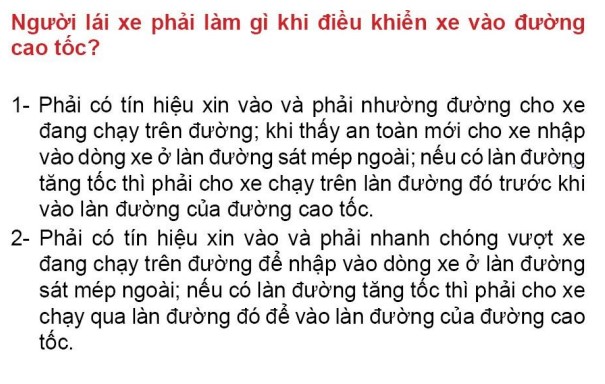 Người lái xe phải làm gì khi điều khiển xe vào đường
cao tốc?
1- Phải có tín hiệu xin vào và phải nhường đường cho xe
đang chạy trên đường; khi thấy an toàn mới cho xe nhập
vào dòng xe ở làn đường sát mép ngoài; nếu có làn đường
tăng tốc thì phải cho xe chạy trên làn đường đó trước khi
vào làn đường của đường cao tốc.
2- Phải có tín hiệu xin vào và phải nhanh chóng vượt xe
đang chạy trên đường để nhập vào dòng xe ở làn đường
sát mép ngoài; nếu có làn đường tăng tốc thì phải cho xe
chạy qua làn đường đó để vào làn đường của đường cao
tốc.